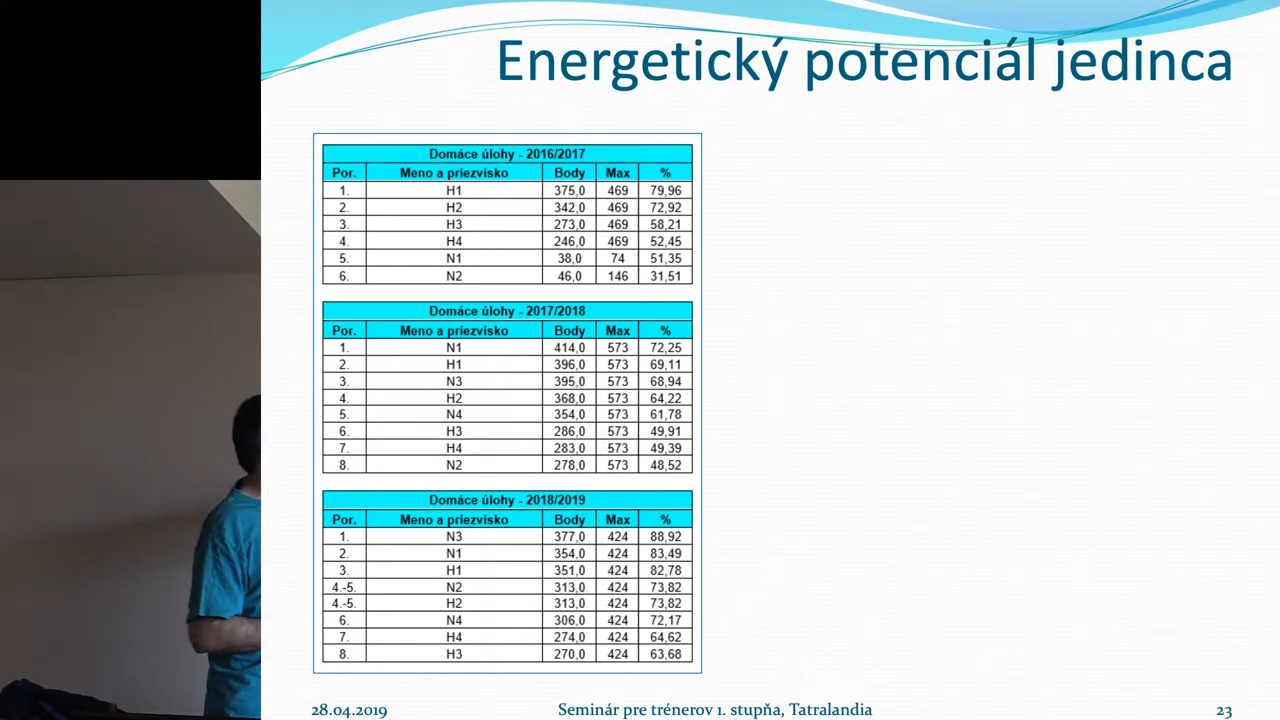 Energetický potenciál jedinca
Domáce úlohy - 2016/2017
Por. Meno a priezvisko Body Max %
1. H1 375,0 469 79,96
2. H2 342,0 469 72,92
3. H3 273,0 469 58,21
4. H4 246,0 469 52,45
5. N1 38,0 74 51,35
6. N2 46,0 146 31,51
Domáce úlohy - 2017/2018
Por. Meno a priezvisko Body Max %
1. N1 414,0 573 72,25
2. H1 396,0 573 69,11
3. N3 395,0 573 68,94
4. H2 368,0 573 64,22
5. N4 354,0 573 61,78
6. H3 286,0 573 49,91
7. H4 283,0 573 49,39
8. N2 278,0 573 48,52
Domáce úlohy - 2018/2019
Por. Meno a priezvisko Body Max %
1. N3 377,0 424 88,92
2. N1 354,0 424 83,49
3. H1 351,0 424 82,78
4.-5. N2 313,0 424 73,82
4.-5. H2 313,0 424 73,82
6. N4 306,0 424 72,17
7. H4 274,0 424 64,62
8. H3 270,0 424 63,68
28.04.2019 Seminár pre trénerov 1. stupňa, Tatralandia 23